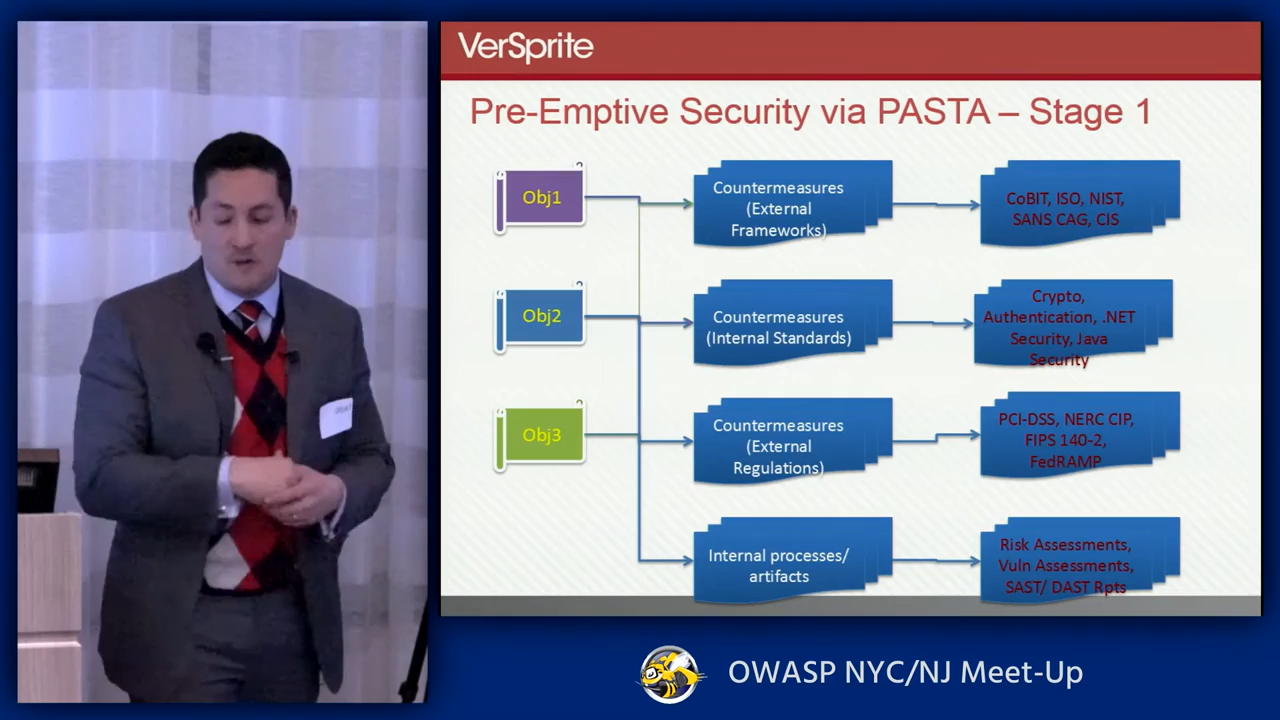 VerSprite
Pre-Emptive Security via PASTA – Stage 1
Obj1
Countermeasures
(External
Frameworks)
CoBIT, ISO, NIST,
SANS CAG, CIS
Obj2
Countermeasures
(Internal Standards)
Crypto,
Authentication, .NET
Security, Java
Security
Obj3
Countermeasures
(External
Regulations)
PCI-DSS, NERC CIP,
FIPS 140-2,
FedRAMP
Internal processes/
artifacts
Risk Assessments,
Vuln Assessments,
SAST/ DAST Rpts
OWASP NYC/NJ Meet-Up